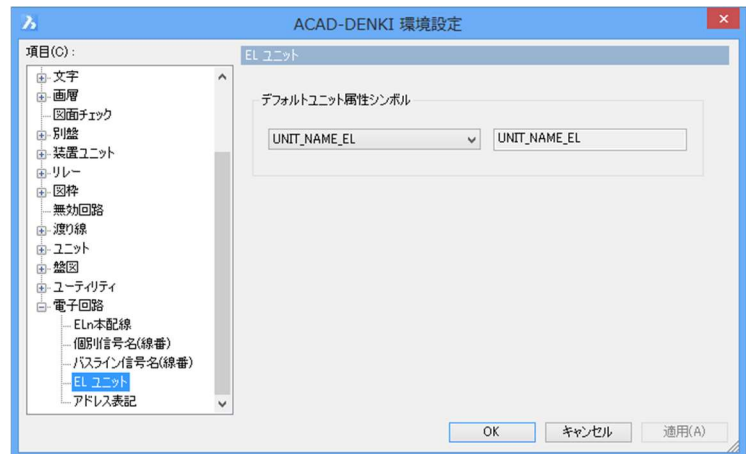 ACAD-DENKI 環境設定
項目(C):
文字
画層
図面チェック
別盤
装置ユニット
リレー
図枠
無効回路
渡り線
ユニット
盤図
ユーティリティ
電子回路
ELn本配線
個別信号名(線番)
バスライン信号名(線番)
EL ユニット
アドレス表記
EL ユニット
デフォルトユニット属性シンボル
UNIT_NAME_EL
UNIT_NAME_EL
OK
キャンセル
適用(A)